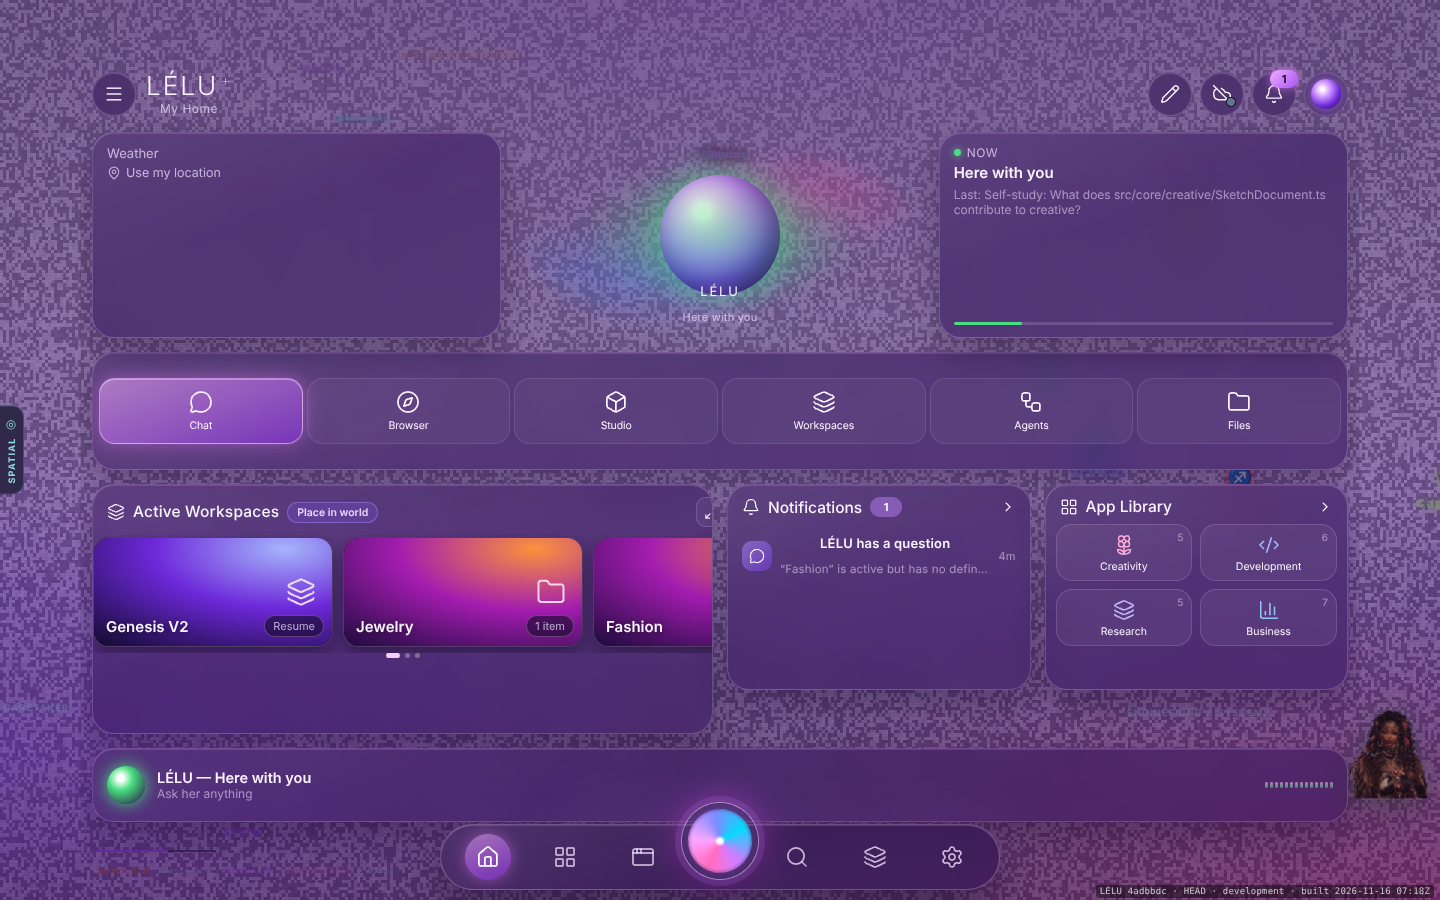 LÉLU
My Home
1
Weather
Use my location
LÉLU
Here with you
NOW
Here with you
Last: Self-study: What does src/core/creative/SketchDocument.ts
contribute to creative?
Chat
Browser
Studio
Workspaces
Agents
Files
SPATIAL
Active Workspaces
Place in world
Genesis V2
Resume
Jewelry
1 item
Fashion
Notifications
1
LÉLU has a question
4m
“Fashion” is active but has no defin...
App Library
Creativity
5
Development
6
Research
5
Business
7
LÉLU — Here with you
Ask her anything
LÉLU 4adbbdc · HEAD · development · built 2026-11-16 07:18Z